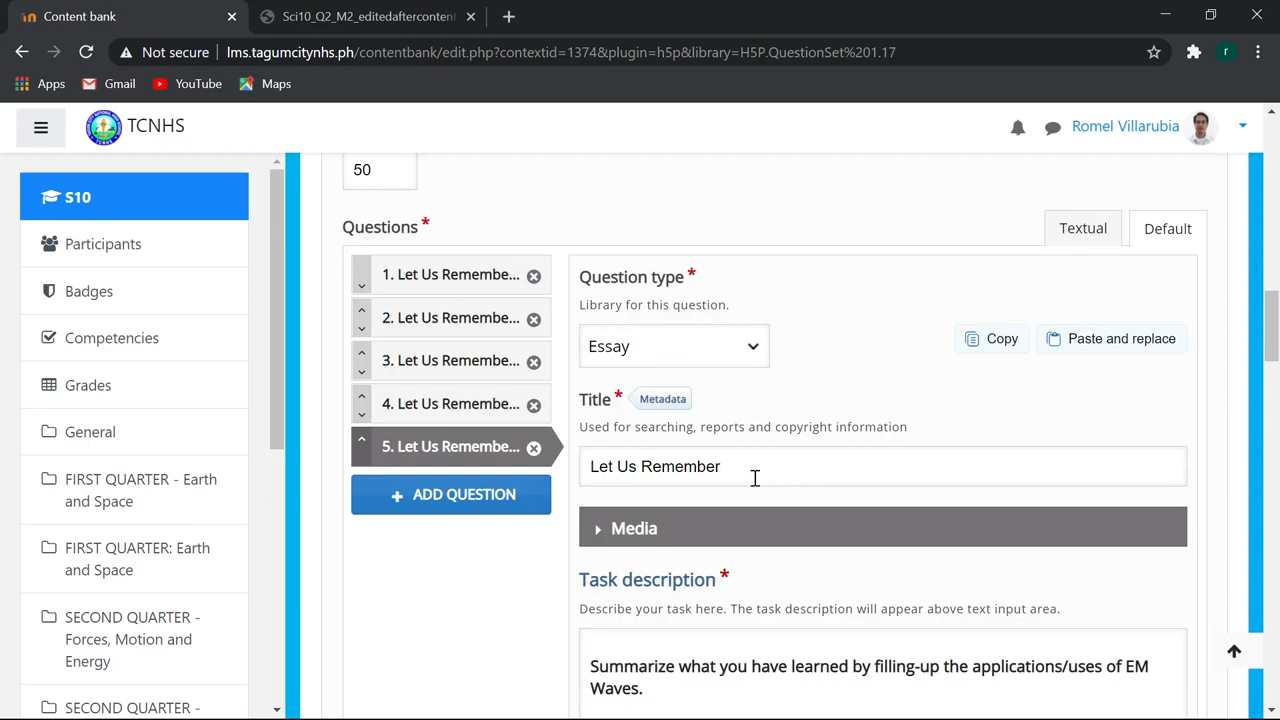 Content bank
Sci10_Q2_M2_editedaftercontent
Not secure
lms.tagumcitynhs.ph/contentbank/edit.php?contextid=1374&plugin=h5p&library=H5P.QuestionSet%201.17
r
Apps
Gmail
YouTube
Maps
TCNHS
Romel Villarubia
S10
Participants
Badges
Competencies
Grades
General
FIRST QUARTER - Earth
and Space
FIRST QUARTER: Earth
and Space
SECOND QUARTER -
Forces, Motion and
Energy
SECOND QUARTER -
50
Questions *
Textual
Default
1. Let Us Remembe...
2. Let Us Remembe...
3. Let Us Remembe...
4. Let Us Remembe...
5. Let Us Remembe...
+ ADD QUESTION
Question type *
Library for this question.
Essay
Copy
Paste and replace
Title *
Metadata
Used for searching, reports and copyright information
Let Us Remember
Media
Task description *
Describe your task here. The task description will appear above text input area.
Summarize what you have learned by filling-up the applications/uses of EM
Waves.